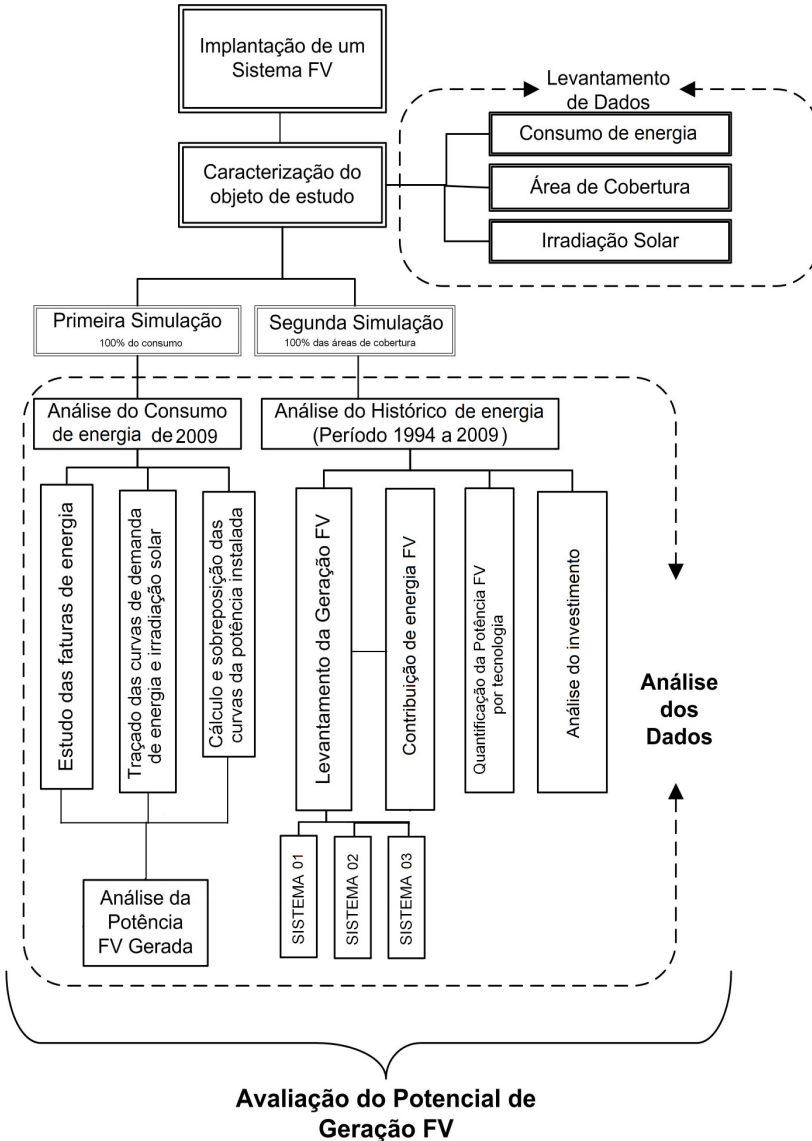 Implantação de um
Sistema FV
Levantamento
de Dados
Consumo de energia
Caracterização do
objeto de estudo
Área de Cobertura
Irradiação Solar
Primeira Simulação
100% do consumo
Segunda Simulação
100% das áreas de cobertura
Análise do Consumo
de energia de 2009
Análise do Histórico de energia
(Período 1994 a 2009)
Estudo das faturas de energia
Traçado das curvas de demanda
de energia e irradiação solar
Cálculo e sobreposição das
curvas da potência instalada
Levantamento da Geração FV
Contribuição de energia FV
Quantificação da Potência FV
por tecnologia
Análise do investimento
Análise
dos
Dados
SISTEMA 01
SISTEMA 02
SISTEMA 03
Análise da
Potência
FV Gerada
Avaliação do Potencial de
Geração FV